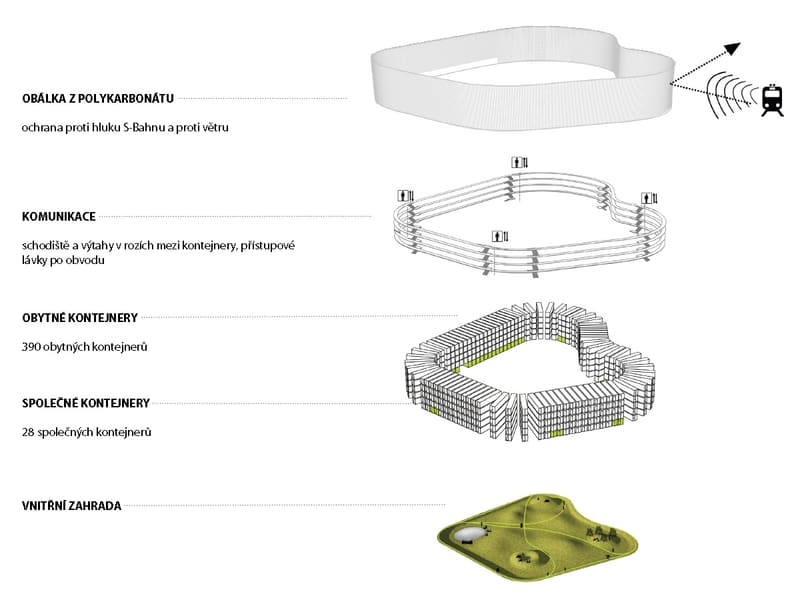 OBÁLKA Z POLYKARBONÁTU
ochrana proti hluku S-Bahnu a proti větru
KOMUNIKACE
schodiště a výtahy v rozích mezi kontejnery, přístupové
lávky po obvodu
OBYTNÉ KONTEJNERY
390 obytných kontejnerů
SPOLEČNÉ KONTEJNERY
28 společných kontejnerů
VNITŘNÍ ZAHRADA